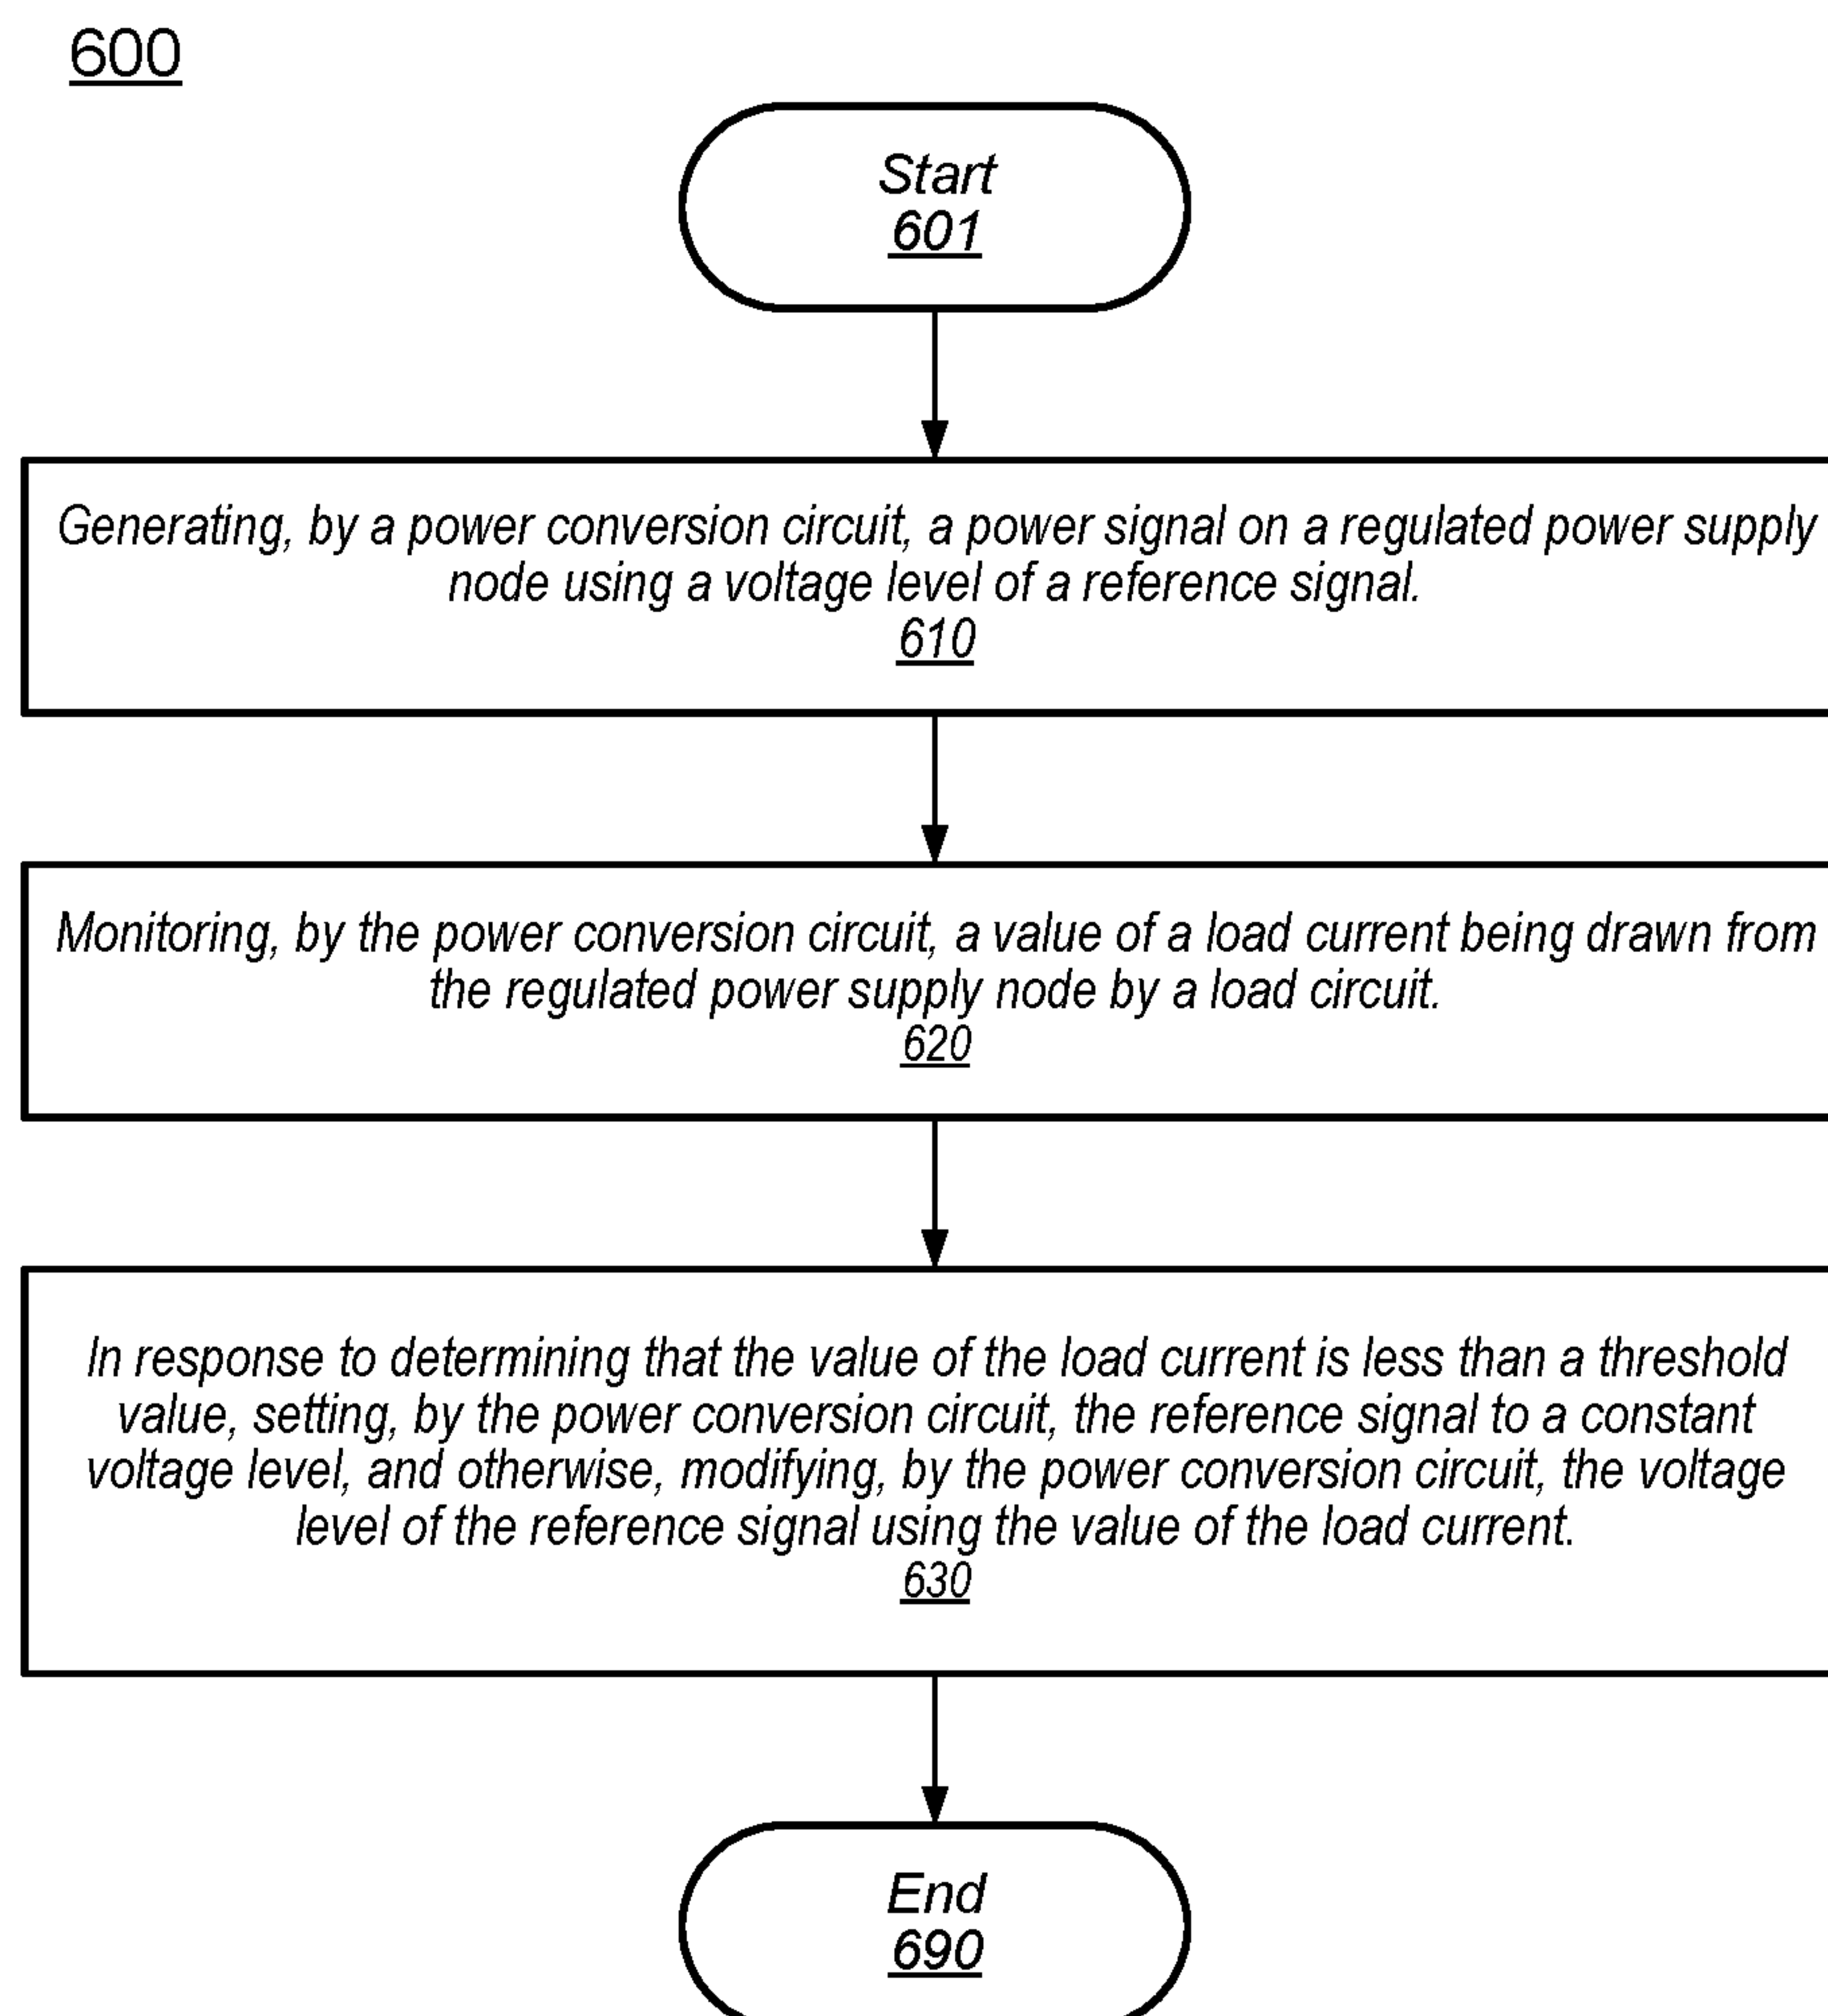 600
Start
601
Generating, by a power conversion circuit, a power signal on a regulated power supply
node using a voltage level of a reference signal.
610
Monitoring, by the power conversion circuit, a value of a load current being drawn from
the regulated power supply node by a load circuit.
620
In response to determining that the value of the load current is less than a threshold
value, setting, by the power conversion circuit, the reference signal to a constant
voltage level, and otherwise, modifying, by the power conversion circuit, the voltage
level of the reference signal using the value of the load current.
630
End
690